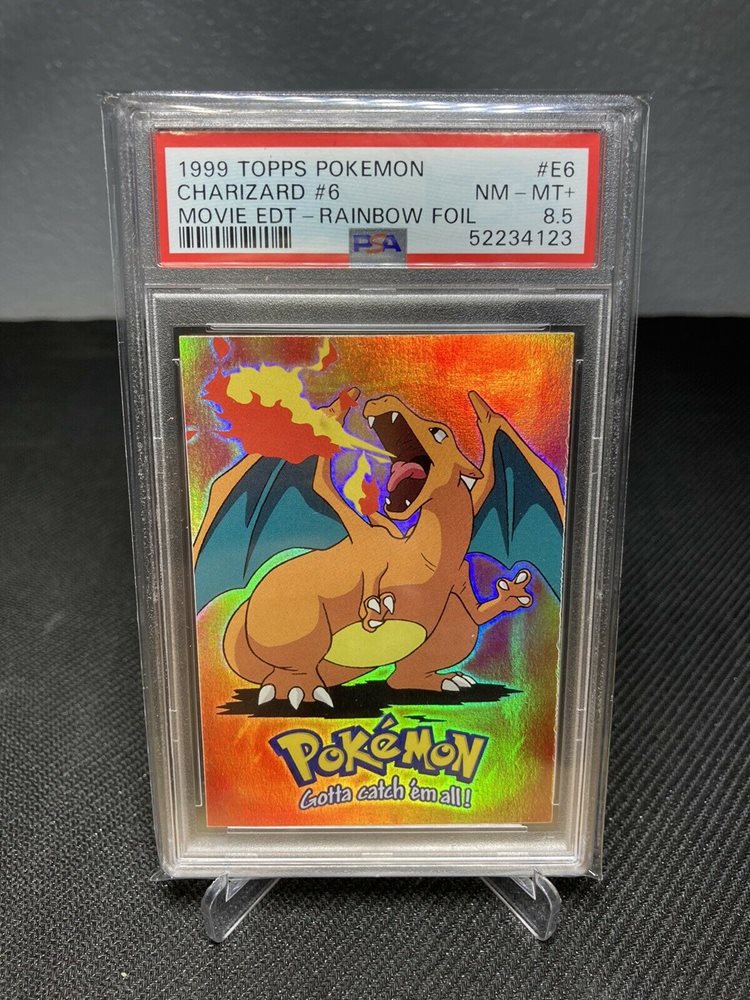 1999 TOPPS POKEMON #E6
CHARIZARD #6 NM – MT+
MOVIE EDT – RAINBOW FOIL 8.5
PSA 52234123
POKéMON
Gotta catch 'em all!